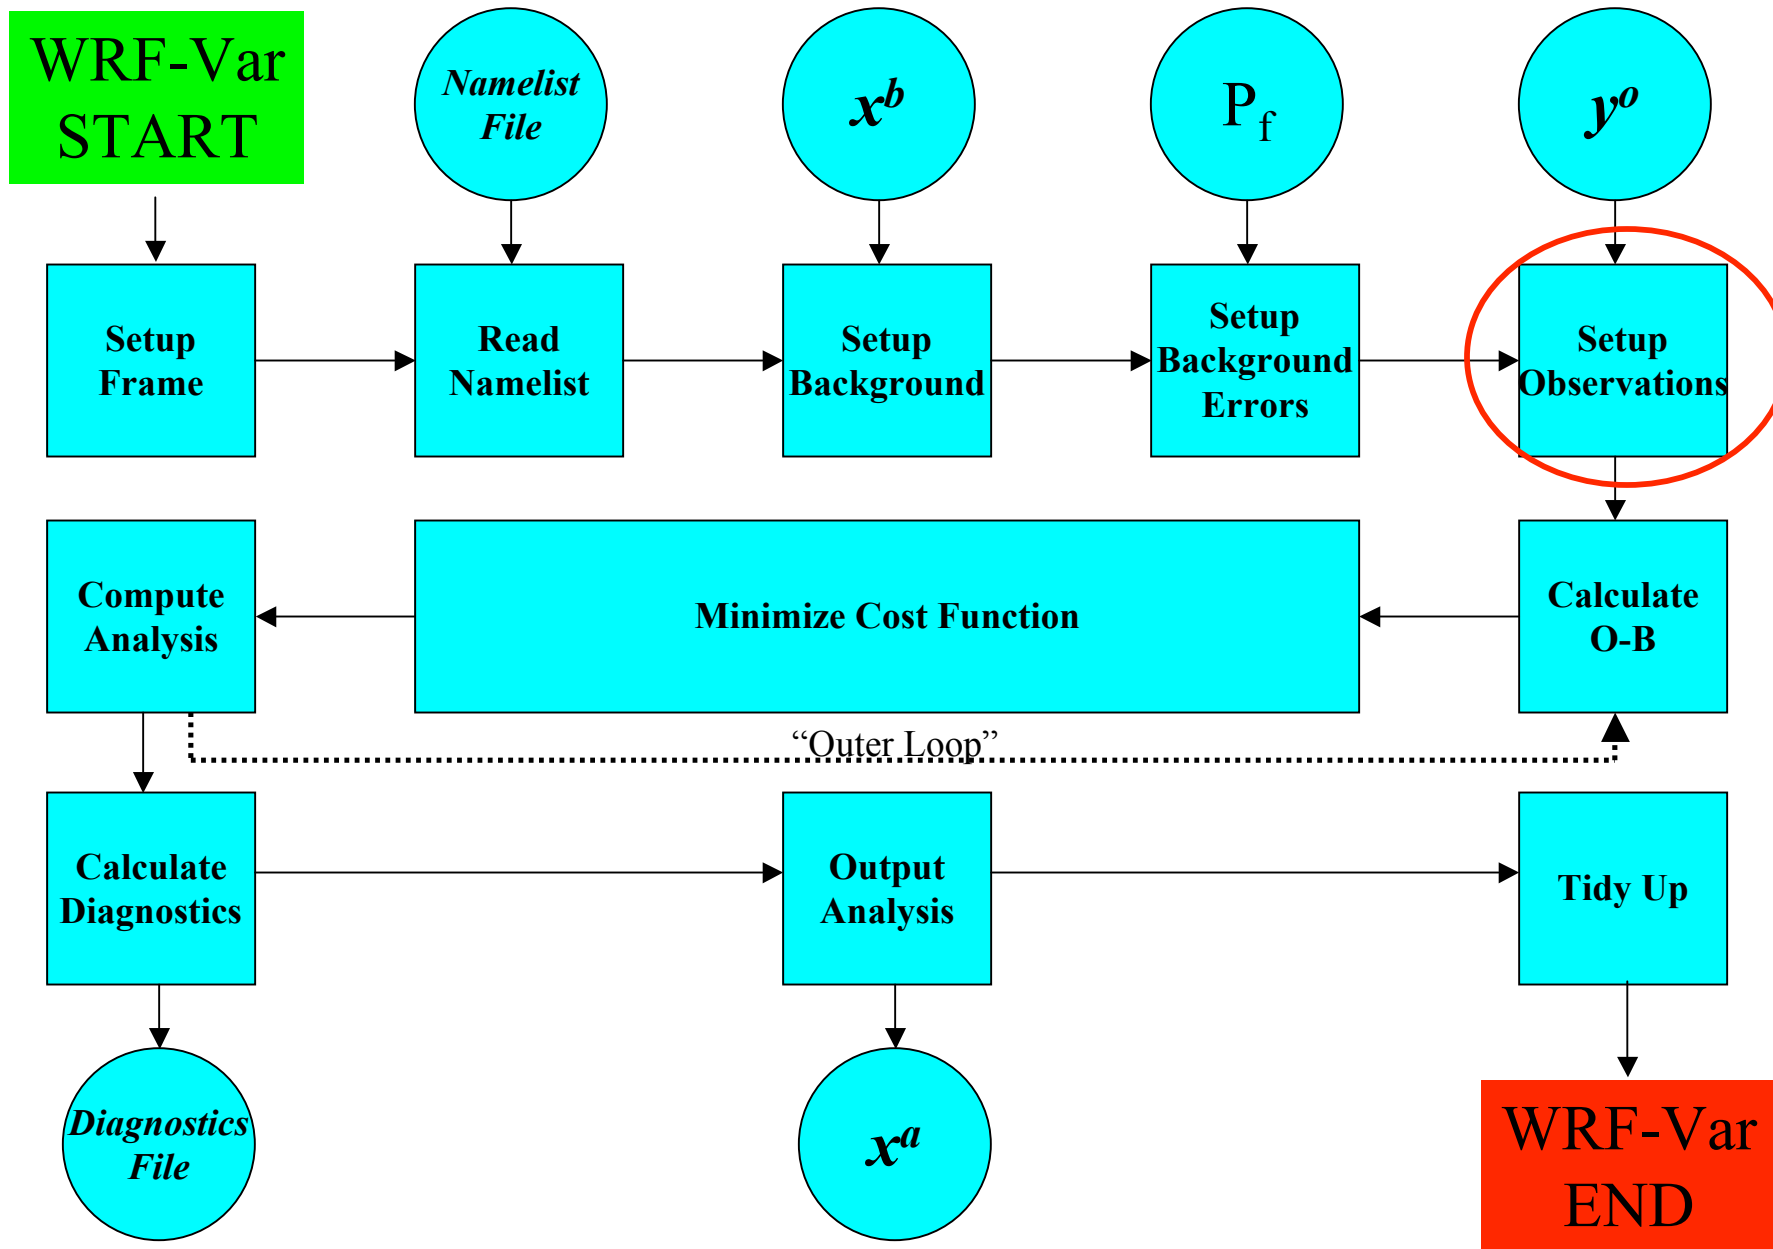 WRF-Var
START
Namelist
File
x^b
P_f
y^o
Setup
Frame
Read
Namelist
Setup
Background
Setup
Background
Errors
Setup
Observations
Compute
Analysis
Minimize Cost Function
Calculate
O-B
“Outer Loop”
Calculate
Diagnostics
Output
Analysis
Tidy Up
Diagnostics
File
x^a
WRF-Var
END